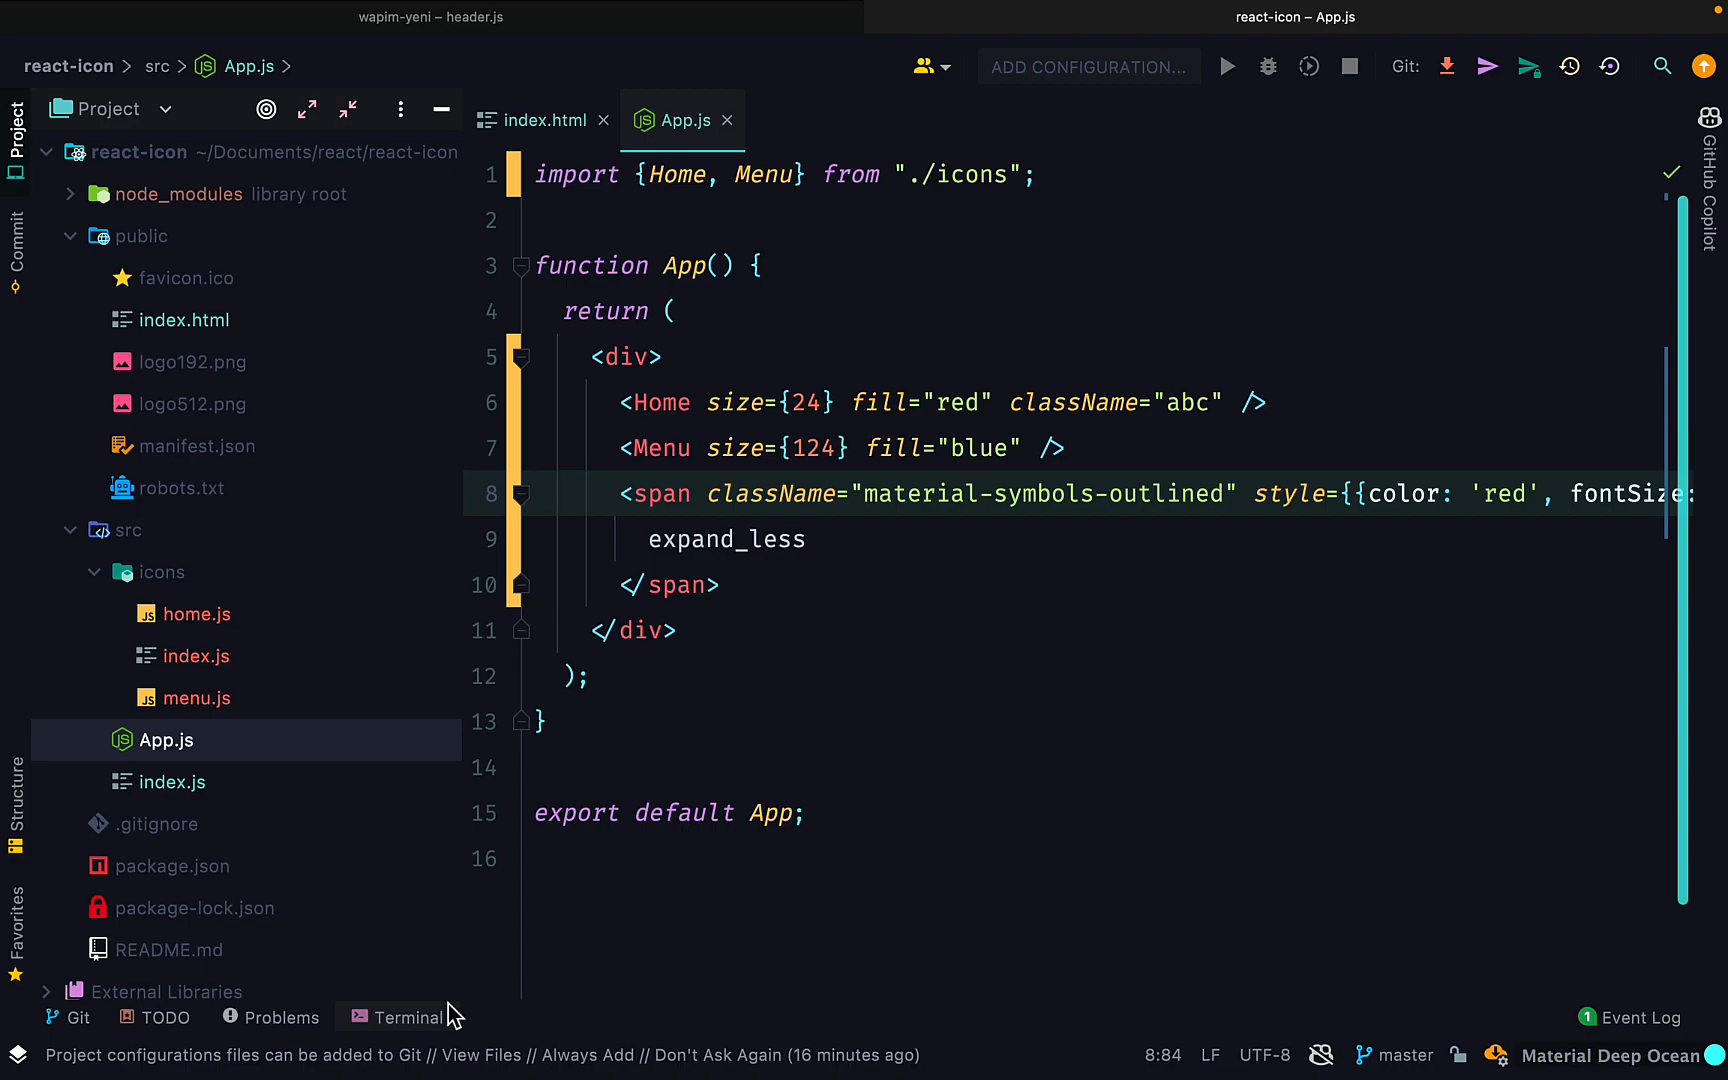 wapim-yeni – header.js
react-icon – App.js
react-icon > src > App.js >
ADD CONFIGURATION...
Git:
Project
index.html
App.js
Project
Commit
Structure
Favorites
GitHub Copilot
react-icon ~/Documents/react/react-icon
node_modules library root
public
favicon.ico
index.html
logo192.png
logo512.png
manifest.json
robots.txt
src
icons
home.js
index.js
menu.js
App.js
index.js
.gitignore
package.json
package-lock.json
README.md
External Libraries
1 import {Home, Menu} from "./icons";
2
3 function App() {
4 return (
5 <div>
6 <Home size={24} fill="red" className="abc" />
7 <Menu size={124} fill="blue" />
8 <span className="material-symbols-outlined" style={{color: 'red', fontSize:
9 expand_less
10 </span>
11 </div>
12 );
13 }
14
15 export default App;
16
Git
TODO
Problems
Terminal
1 Event Log
Project configurations files can be added to Git // View Files // Always Add // Don't Ask Again (16 minutes ago)
8:84 LF UTF-8 master Material Deep Ocean